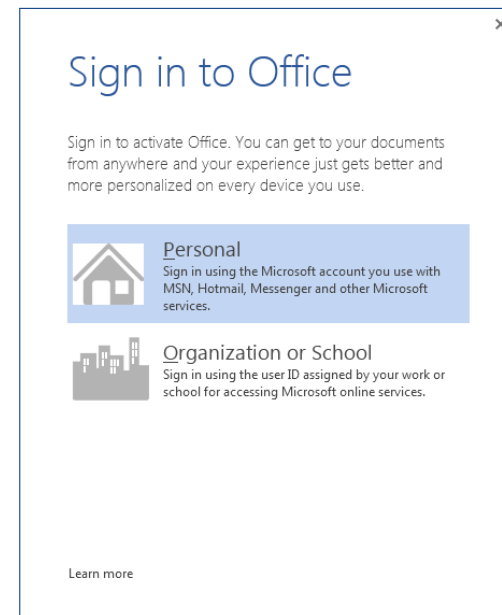 Sign in to Office
Sign in to activate Office. You can get to your documents
from anywhere and your experience just gets better and
more personalized on every device you use.
Personal
Sign in using the Microsoft account you use with
MSN, Hotmail, Messenger and other Microsoft
services.
Organization or School
Sign in using the user ID assigned by your work or
school for accessing Microsoft online services.
Learn more